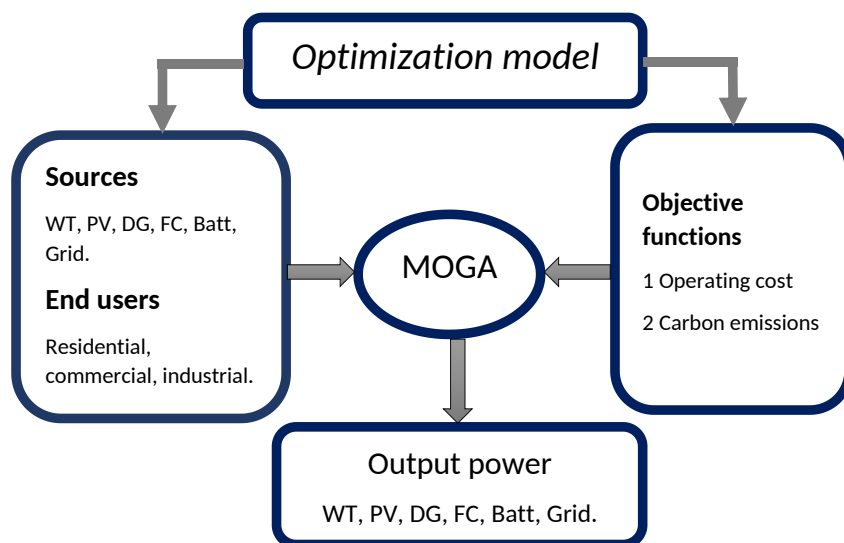 Optimization model
Sources
WT, PV, DG, FC, Batt,
Grid.
End users
Residential,
commercial, industrial.
MOGA
Objective
functions
1 Operating cost
2 Carbon emissions
Output power
WT, PV, DG, FC, Batt, Grid.